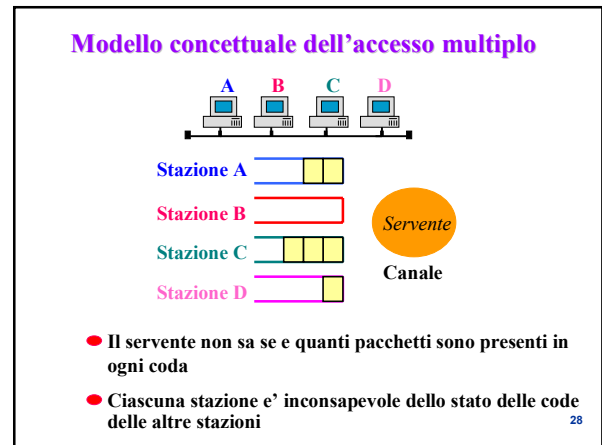 Modello concettuale dell'accesso multiplo
A B C D
Stazione A
Stazione B
Servente
Stazione C
Canale
Stazione D
Il servente non sa se e quanti pacchetti sono presenti in
ogni coda
Ciascuna stazione e' inconsapevole dello stato delle code
delle altre stazioni
28